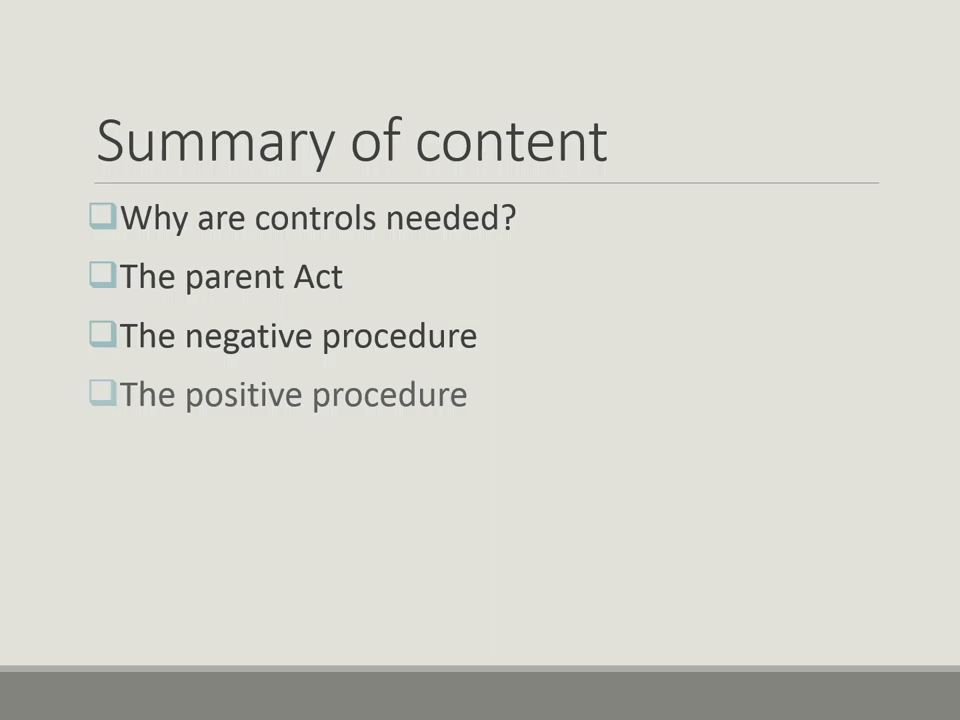 Summary of content
Why are controls needed?
The parent Act
The negative procedure
The positive procedure